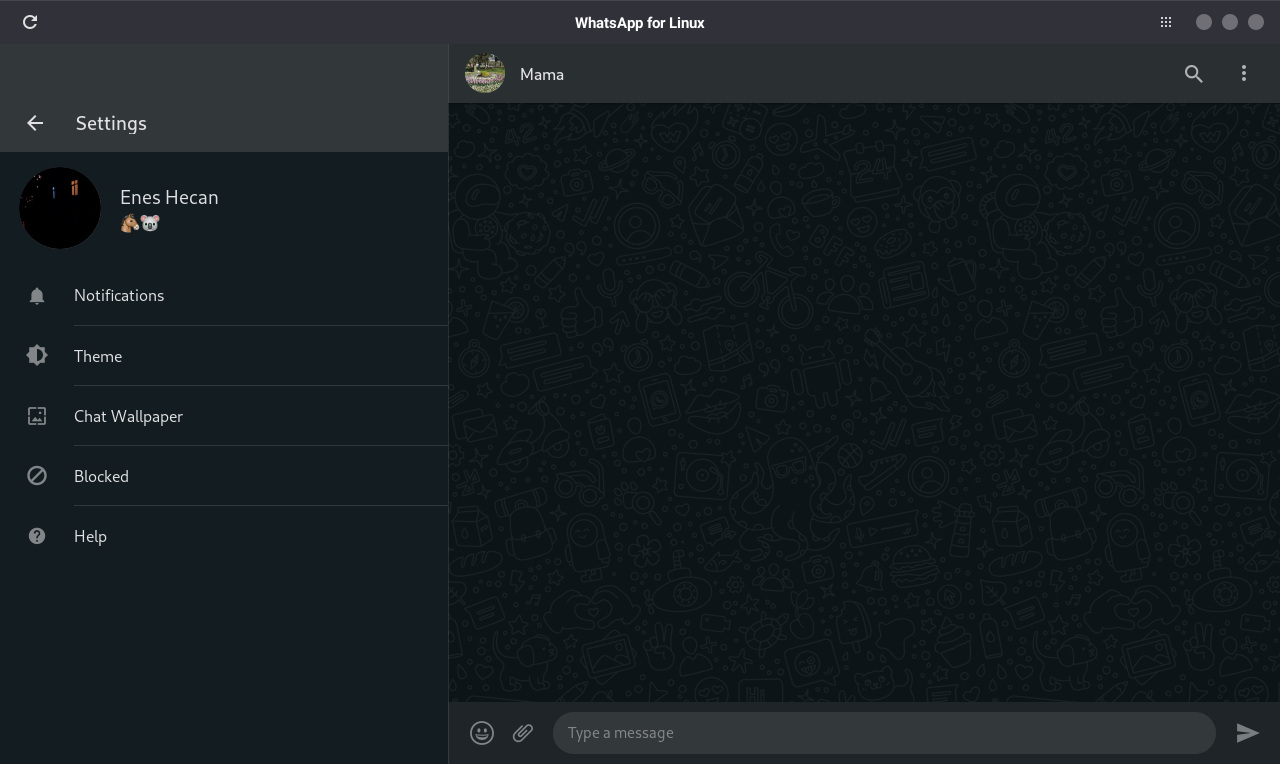 WhatsApp for Linux
Mama
Settings
Enes Hecan
🐴🐨
Notifications
Theme
Chat Wallpaper
Blocked
Help
Type a message